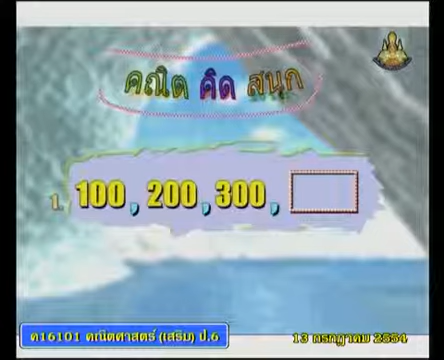 คณิต คิด สนุก
1. 100, 200, 300,
ค16101 คณิตศาสตร์ (เสริม) ป.6
13 กรกฎาคม 2554